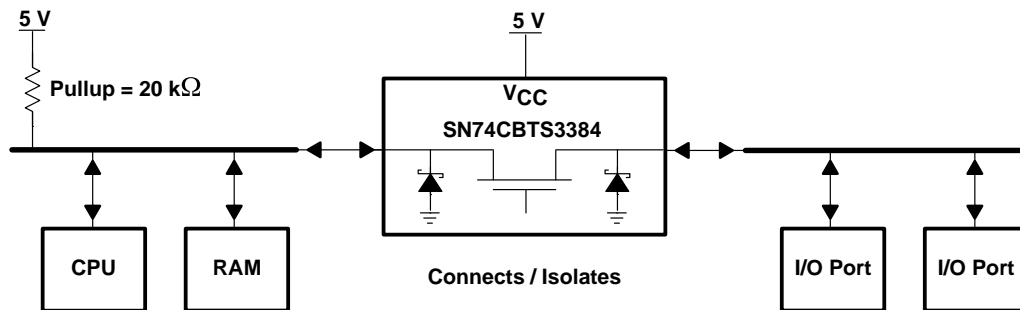 5 V
5 V
Pullup = 20 kΩ
VCC
SN74CBTS3384
CPU
RAM
I/O Port
I/O Port
Connects / Isolates